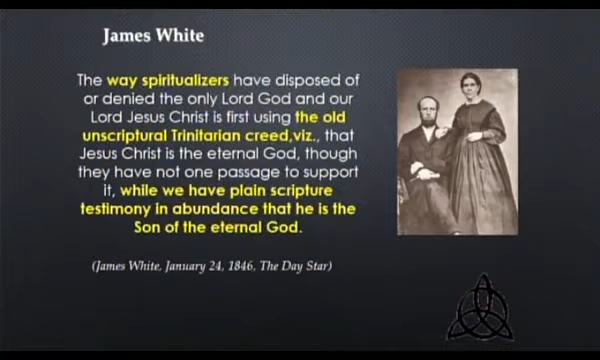 James White
The way spiritualizers have disposed of
or denied the only Lord God and our
Lord Jesus Christ is first using the old
unscriptural Trinitarian creed,viz., that
Jesus Christ is the eternal God, though
they have not one passage to support
it, while we have plain scripture
testimony in abundance that he is the
Son of the eternal God.
(James White, January 24, 1846, The Day Star)